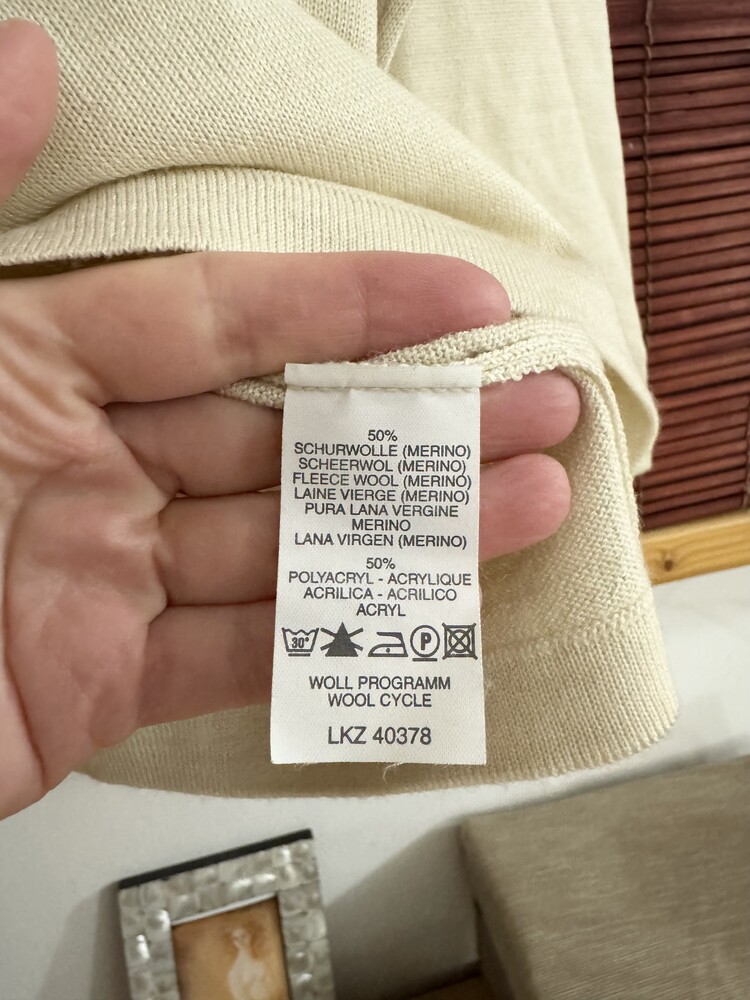 50%
SCHURWOLLE (MERINO)
SCHEERWOL (MERINO)
FLEECE WOOL (MERINO)
LAINE VIERGE (MERINO)
PURA LANA VERGINE
MERINO
LANA VIRGEN (MERINO)
50%
POLYACRYL - ACRYLIQUE
ACRILICA - ACRILICO
ACRYL
30° P
WOLL PROGRAMM
WOOL CYCLE
LKZ 40378